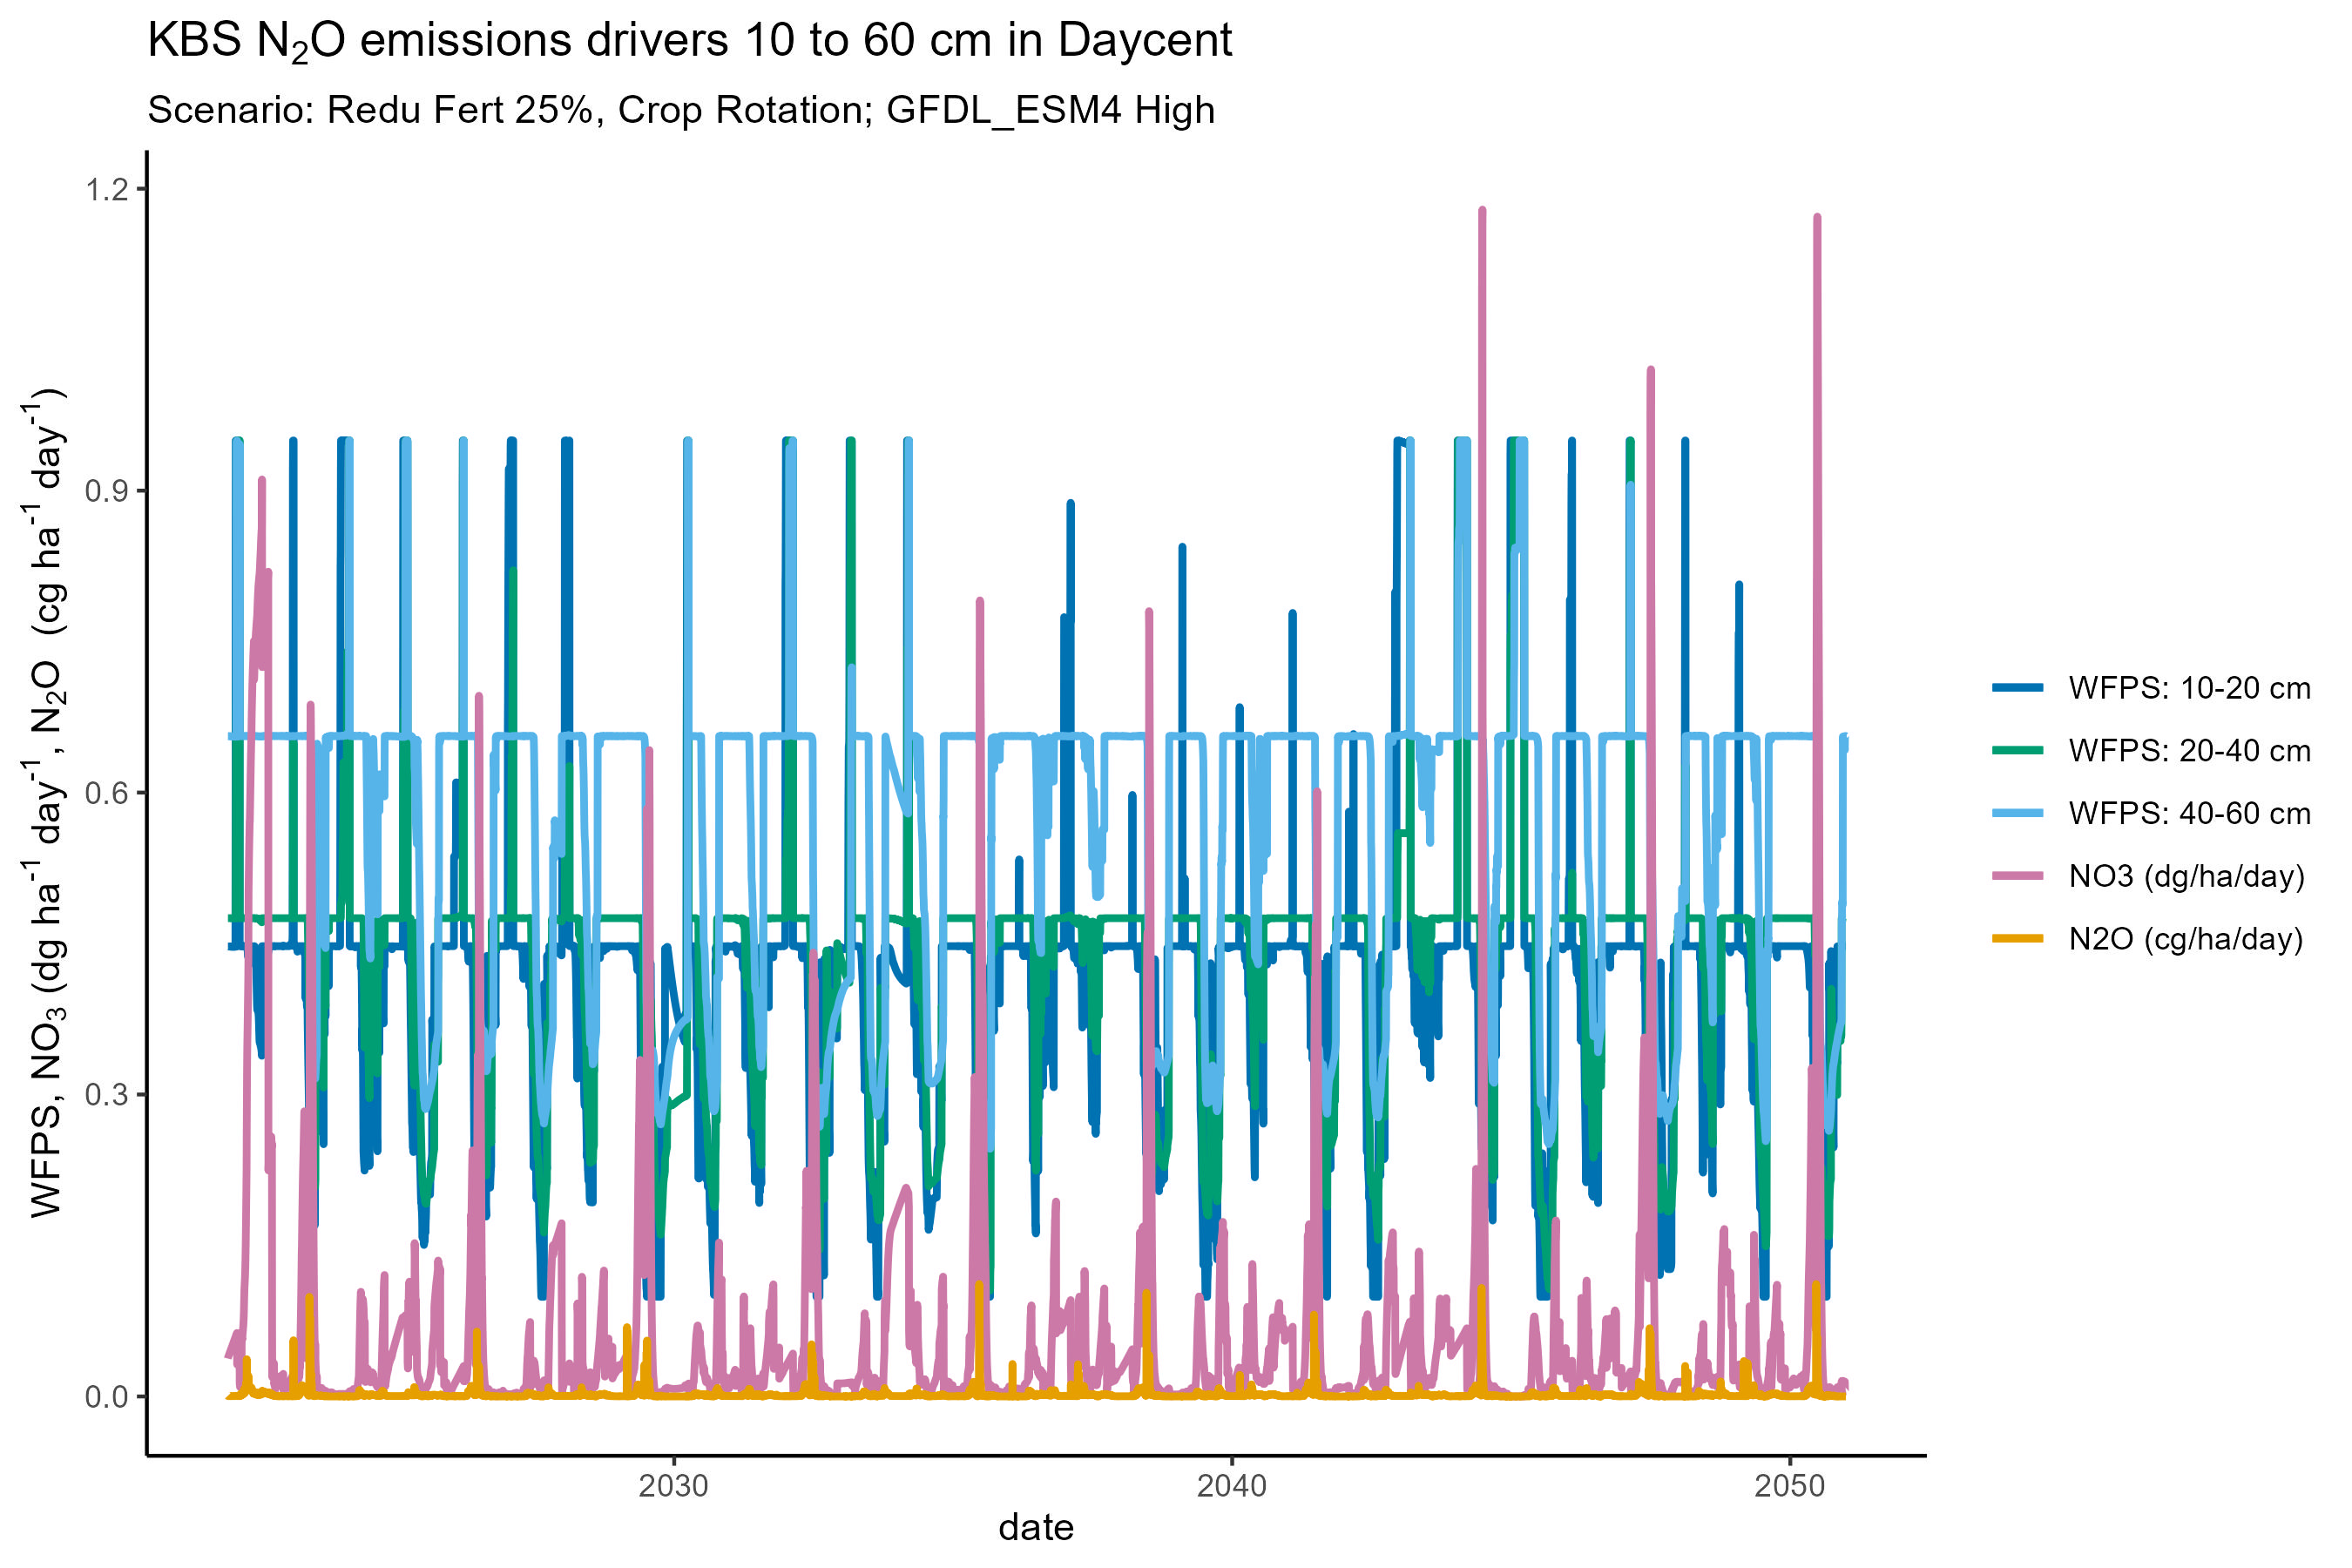 KBS N₂O emissions drivers 10 to 60 cm in Daycent
Scenario: Redu Fert 25%, Crop Rotation; GFDL_ESM4 High
WFPS, NO₃ (dg ha⁻¹ day⁻¹, N₂O (cg ha⁻¹ day⁻¹)
1.2
0.9
0.6
0.3
0.0
2030
2040
2050
date
WFPS: 10-20 cm
WFPS: 20-40 cm
WFPS: 40-60 cm
NO3 (dg/ha/day)
N2O (cg/ha/day)